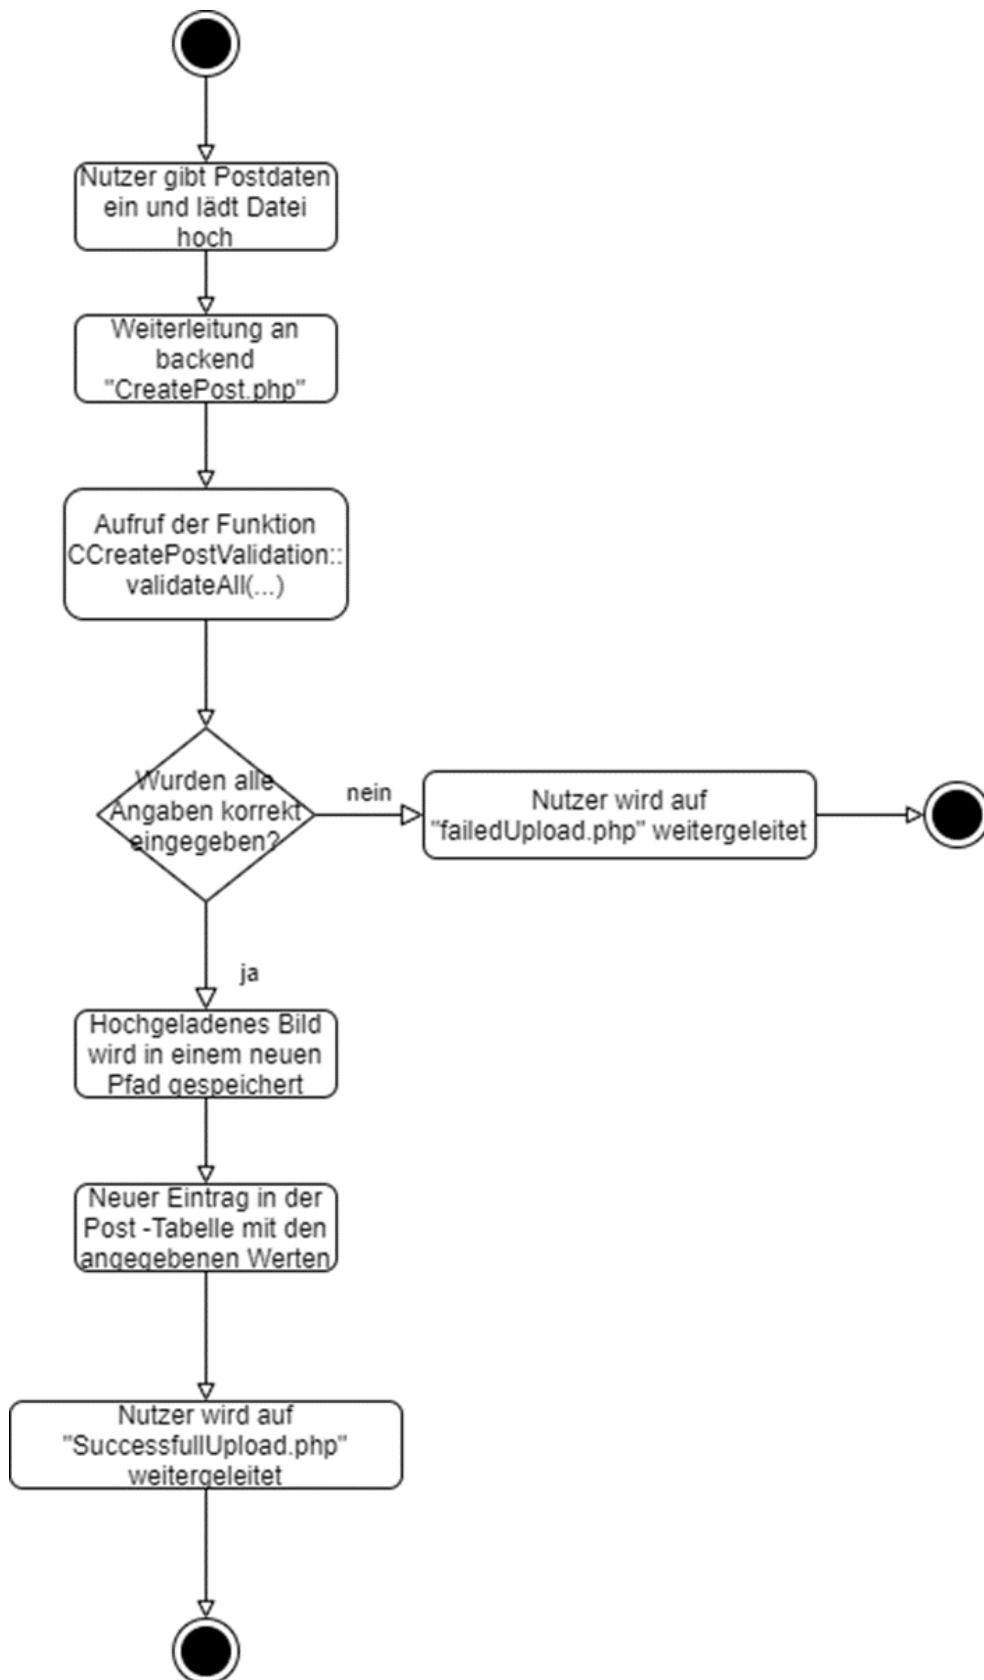 Nutzer gibt Postdaten
ein und lädt Datei
hoch
Weiterleitung an
backend
"CreatePost.php"
Aufruf der Funktion
CCreatePostValidation::
validateAll(...)
Wurden alle
Angaben korrekt
eingegeben?
nein
Nutzer wird auf
"failedUpload.php" weitergeleitet
ja
Hochgeladenes Bild
wird in einem neuen
Pfad gespeichert
Neuer Eintrag in der
Post -Tabelle mit den
angegebenen Werten
Nutzer wird auf
"SuccessfullUpload.php"
weitergeleitet